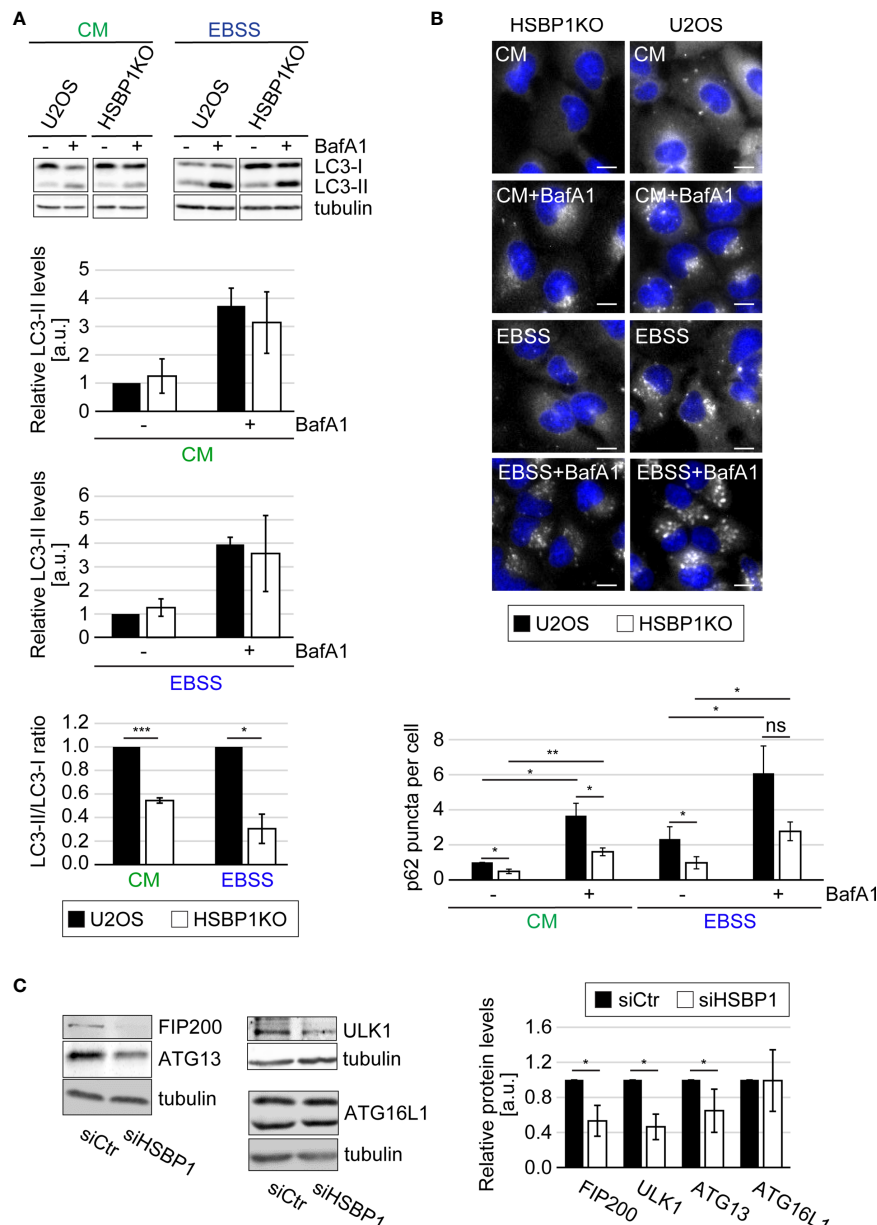 A
CM
EBSS
U2OS
HSBP1KO
U2OS
HSBP1KO
- + - + - + - + BafA1
LC3-I
LC3-II
tubulin
Relative LC3-II levels
[a.u.]
5
4
3
2
1
0
- + BafA1
CM
Relative LC3-II levels
[a.u.]
6
5
4
3
2
1
0
- + BafA1
EBSS
LC3-II/LC3-I ratio
1.2
1.0
0.8
0.6
0.4
0.2
0.0
*** *
CM EBSS
U2OS HSBP1KO
B
HSBP1KO U2OS
CM CM
CM+BafA1 CM+BafA1
EBSS EBSS
EBSS+BafA1 EBSS+BafA1
U2OS HSBP1KO
p62 puncta per cell
8
6
4
2
0
*
*
ns
**
*
*
*
*
- + - + BafA1
CM EBSS
C
FIP200
ATG13
tubulin
siCtr
siHSBP1
ULK1
tubulin
ATG16L1
tubulin
siCtr
siHSBP1
siCtr siHSBP1
Relative protein levels
[a.u.]
1.6
1.2
0.8
0.4
0.0
* * *
FIP200
ULK1
ATG13
ATG16L1